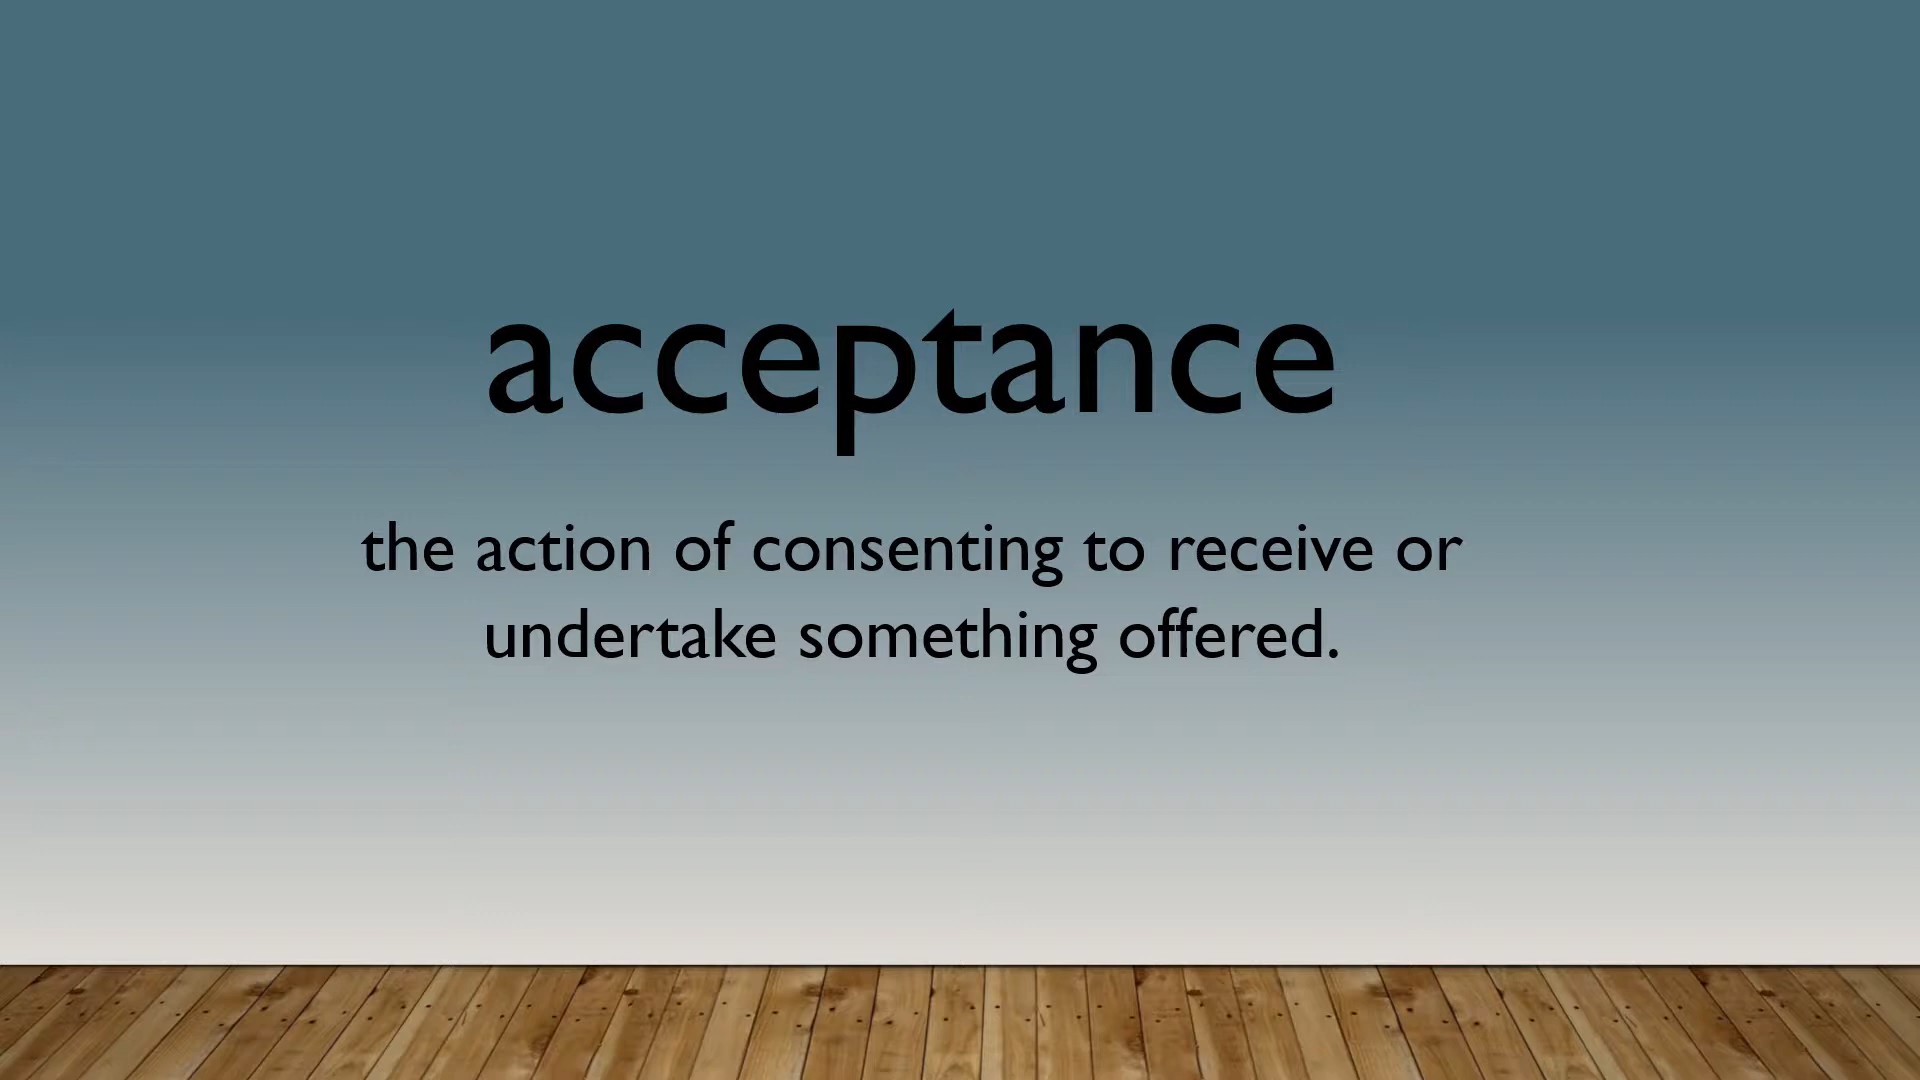 acceptance
the action of consenting to receive or
undertake something offered.